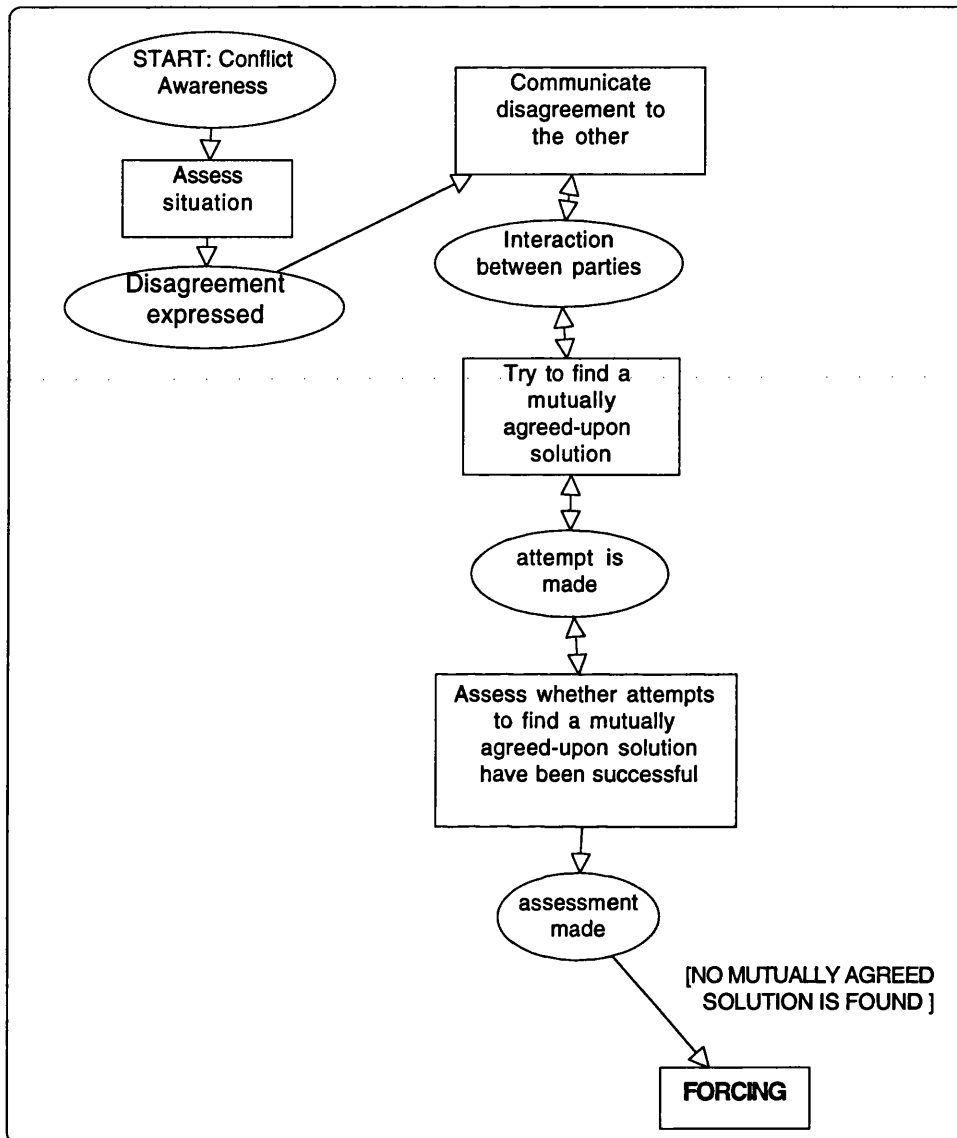 START: Conflict
Awareness
Assess
situation
Disagreement
expressed
Communicate
disagreement to
the other
Interaction
between parties
Try to find a
mutually
agreed-upon
solution
attempt is
made
Assess whether attempts
to find a mutually
agreed-upon solution
have been successful
assessment
made
[NO MUTUALLY AGREED
SOLUTION IS FOUND ]
FORCING